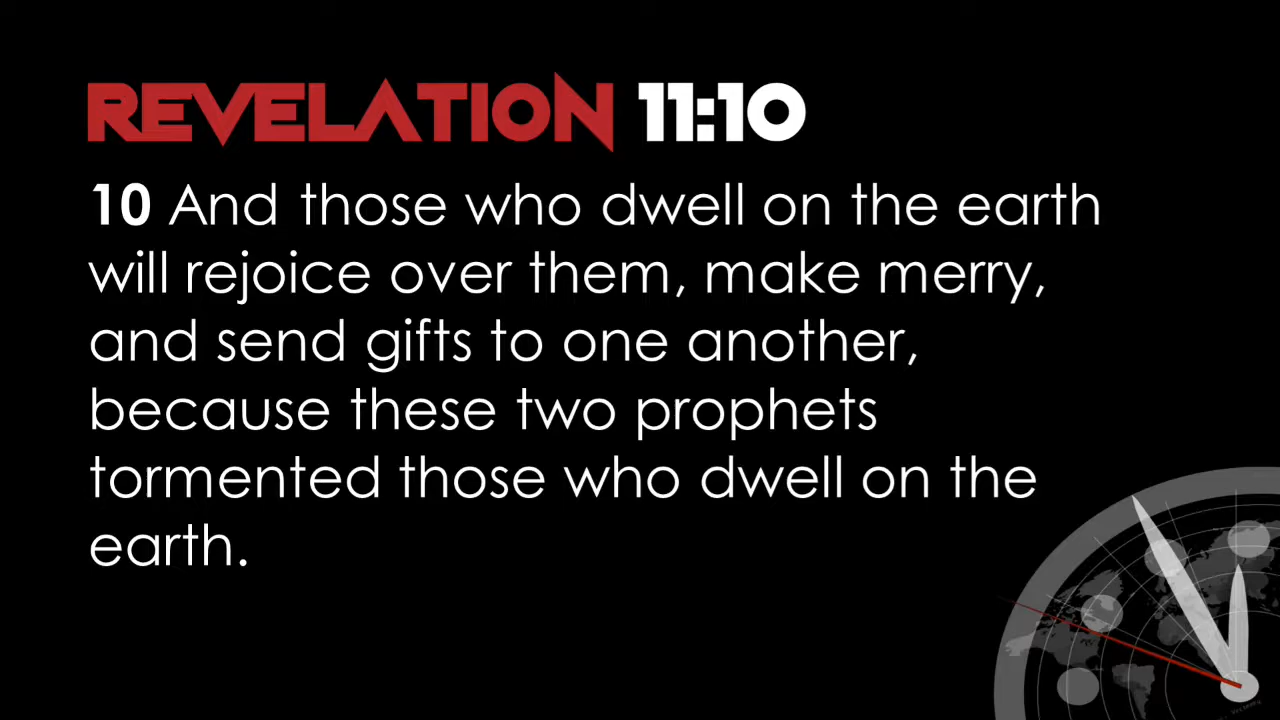 REVELATION 11:10
10 And those who dwell on the earth
will rejoice over them, make merry,
and send gifts to one another,
because these two prophets
tormented those who dwell on the
earth.